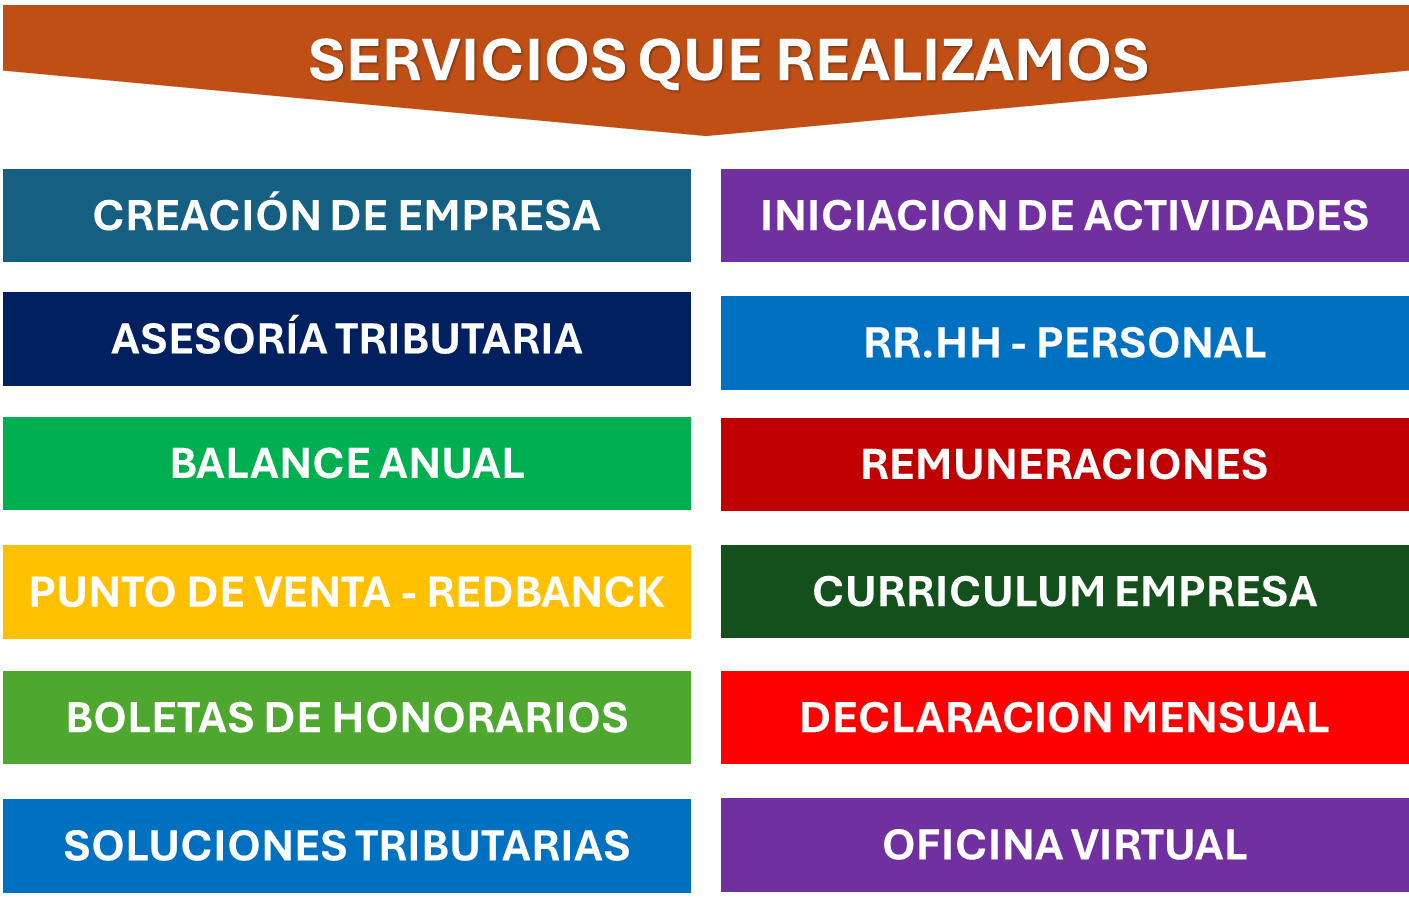 SERVICIOS QUE REALIZAMOS
CREACIÓN DE EMPRESA
INICIACION DE ACTIVIDADES
ASESORÍA TRIBUTARIA
RR.HH - PERSONAL
BALANCE ANUAL
REMUNERACIONES
PUNTO DE VENTA - REDBANCK
CURRICULUM EMPRESA
BOLETAS DE HONORARIOS
DECLARACION MENSUAL
SOLUCIONES TRIBUTARIAS
OFICINA VIRTUAL